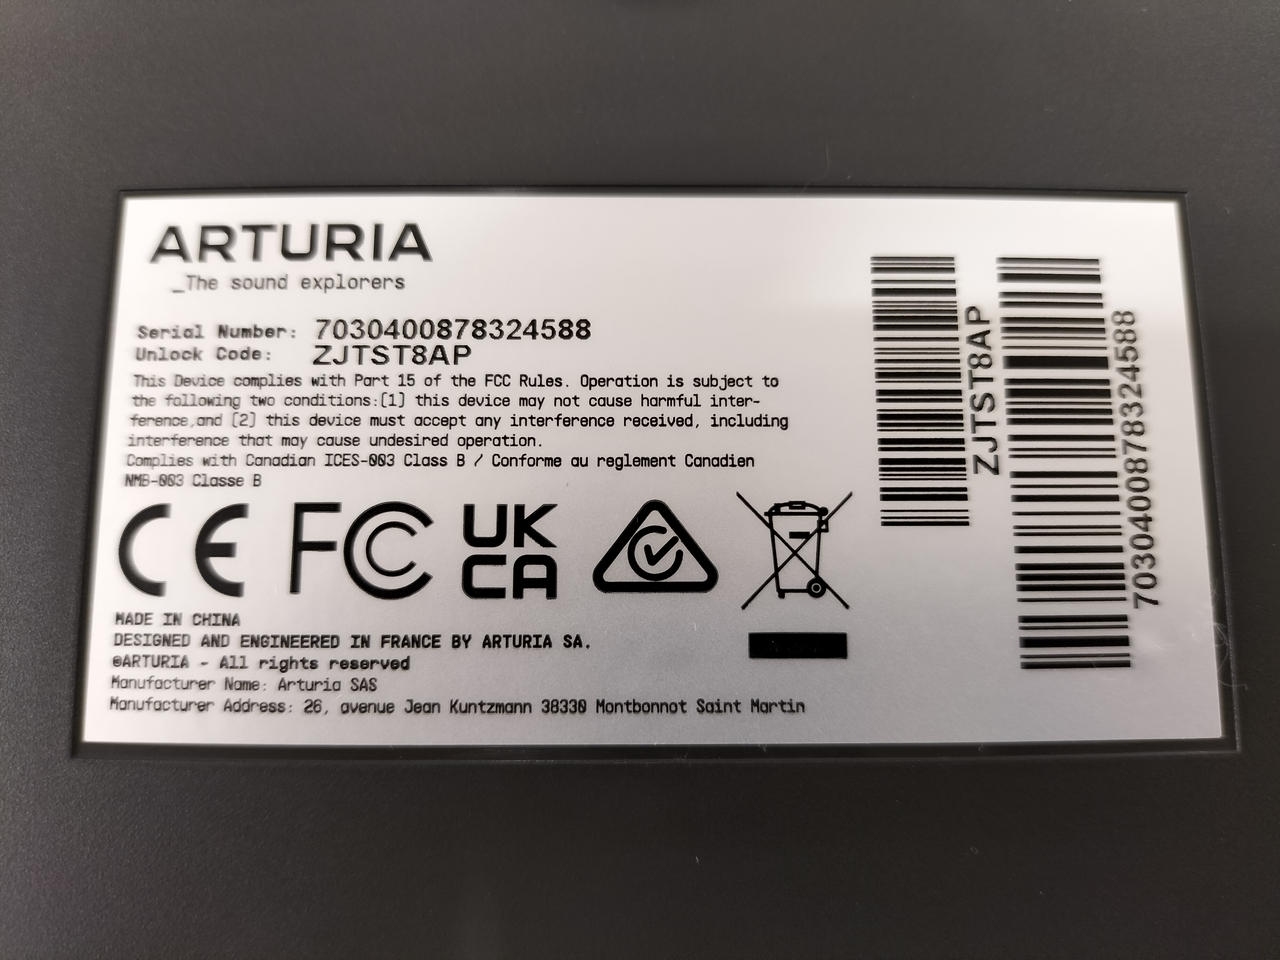 ARTURIA
_The sound explorers
Serial Number: 7030400878324588
Unlock Code: ZJTST8AP
This Device complies with Part 15 of the FCC Rules. Operation is subject to
the following two conditions:[1] this device may not cause harmful inter-
ference,and [2] this device must accept any interference received, including
interference that may cause undesired operation.
Complies with Canadian ICES-003 Class B / Conforme au reglement Canadien
NMB-003 Classe B
CE FC UK
CA
MADE IN CHINA
DESIGNED AND ENGINEERED IN FRANCE BY ARTURIA SA.
©ARTURIA - All rights reserved
Manufacturer Name: Arturia SAS
Manufacturer Address: 26, avenue Jean Kuntzmann 38330 Montbonnot Saint Martin
ZJTST8AP
7030400878324588